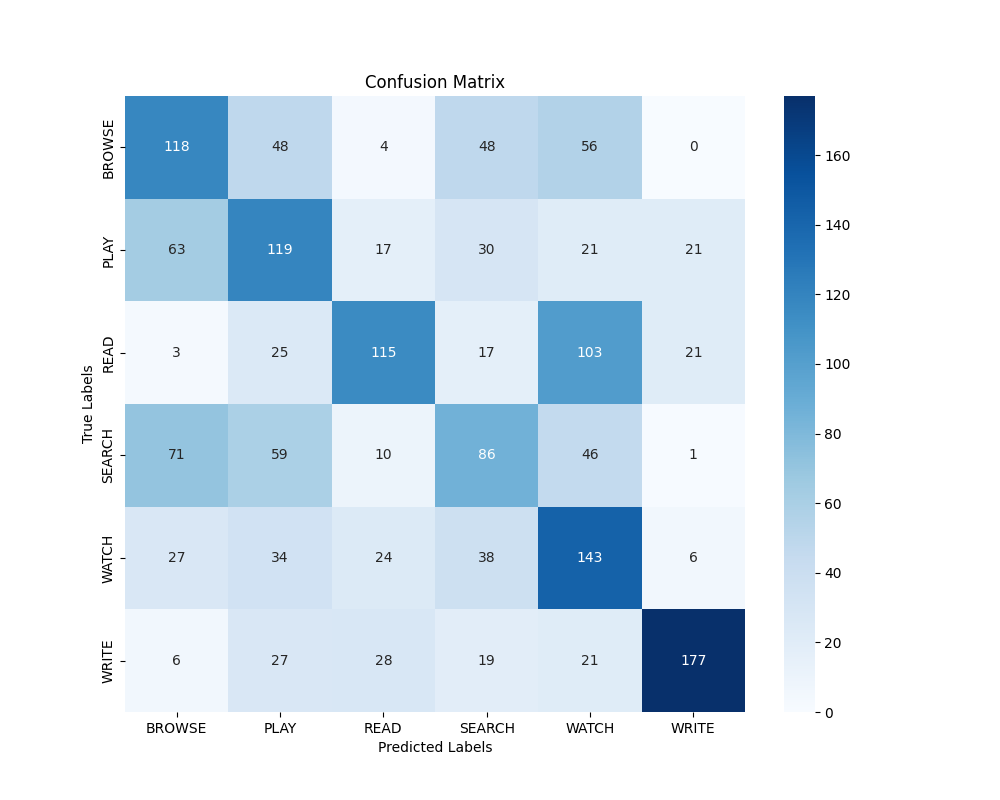 Confusion Matrix
True Labels
BROWSE 118 48 4 48 56 0
PLAY 63 119 17 30 21 21
READ 3 25 115 17 103 21
SEARCH 71 59 10 86 46 1
WATCH 27 34 24 38 143 6
WRITE 6 27 28 19 21 177
BROWSE PLAY READ SEARCH WATCH WRITE
Predicted Labels
160
140
120
100
80
60
40
20
0